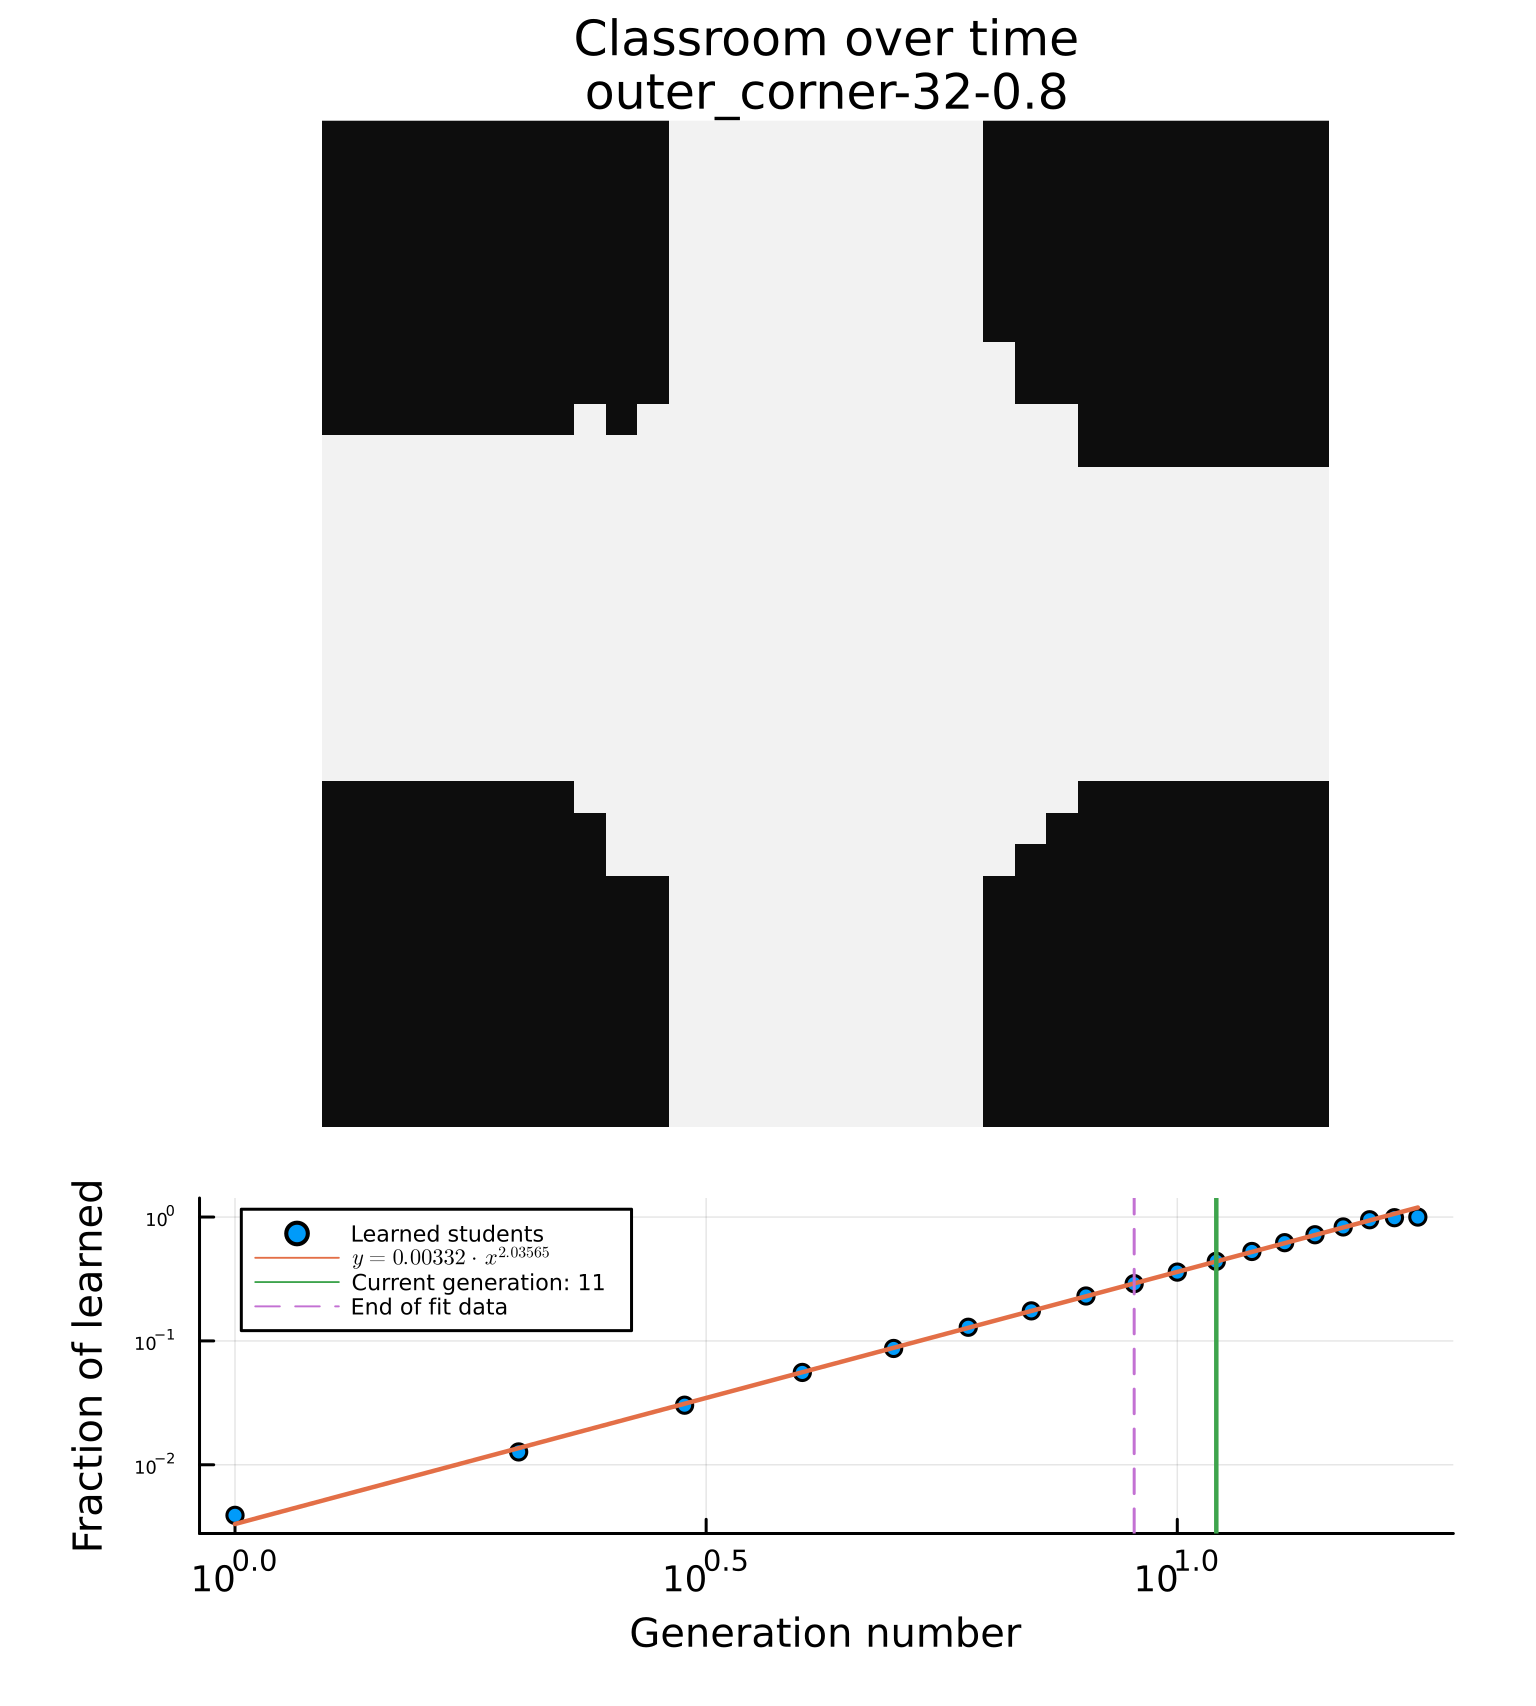 Classroom over time
outer_corner-32-0.8
Fraction of learned
10^0
10^−1
10^−2
Learned students
y = 0.00332 · x^2.03565
Current generation: 11
End of fit data
10^0.0
10^0.5
10^1.0
Generation number